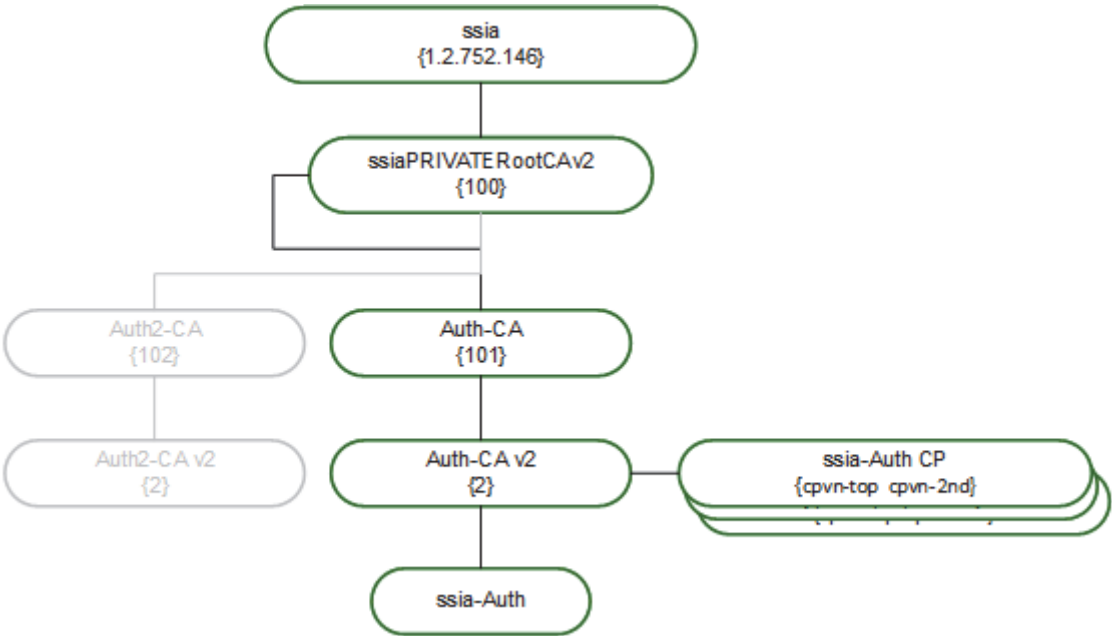 ssia
{1.2.752.146}
ssiaPRIVATERootCAv2
{100}
Auth2-CA
{102}
Auth-CA
{101}
Auth2-CA v2
{2}
Auth-CA v2
{2}
ssia-Auth CP
{cpvn-top cpvn-2nd}
ssia-Auth